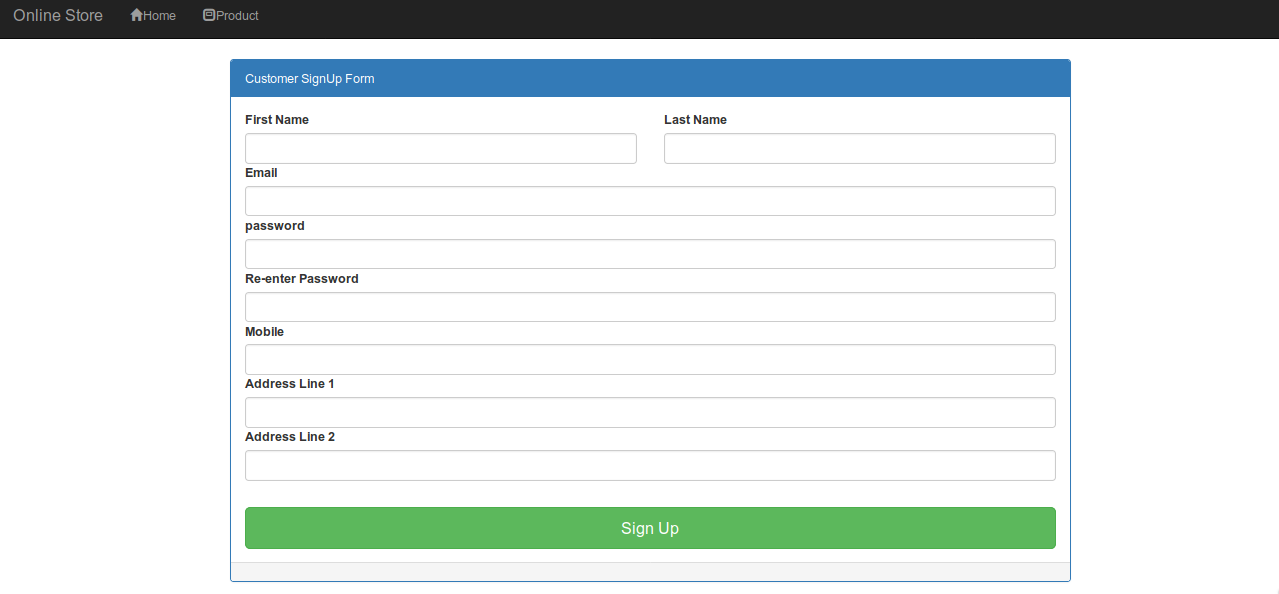 Online Store Home Product
Customer SignUp Form
First Name Last Name
Email
password
Re-enter Password
Mobile
Address Line 1
Address Line 2
Sign Up